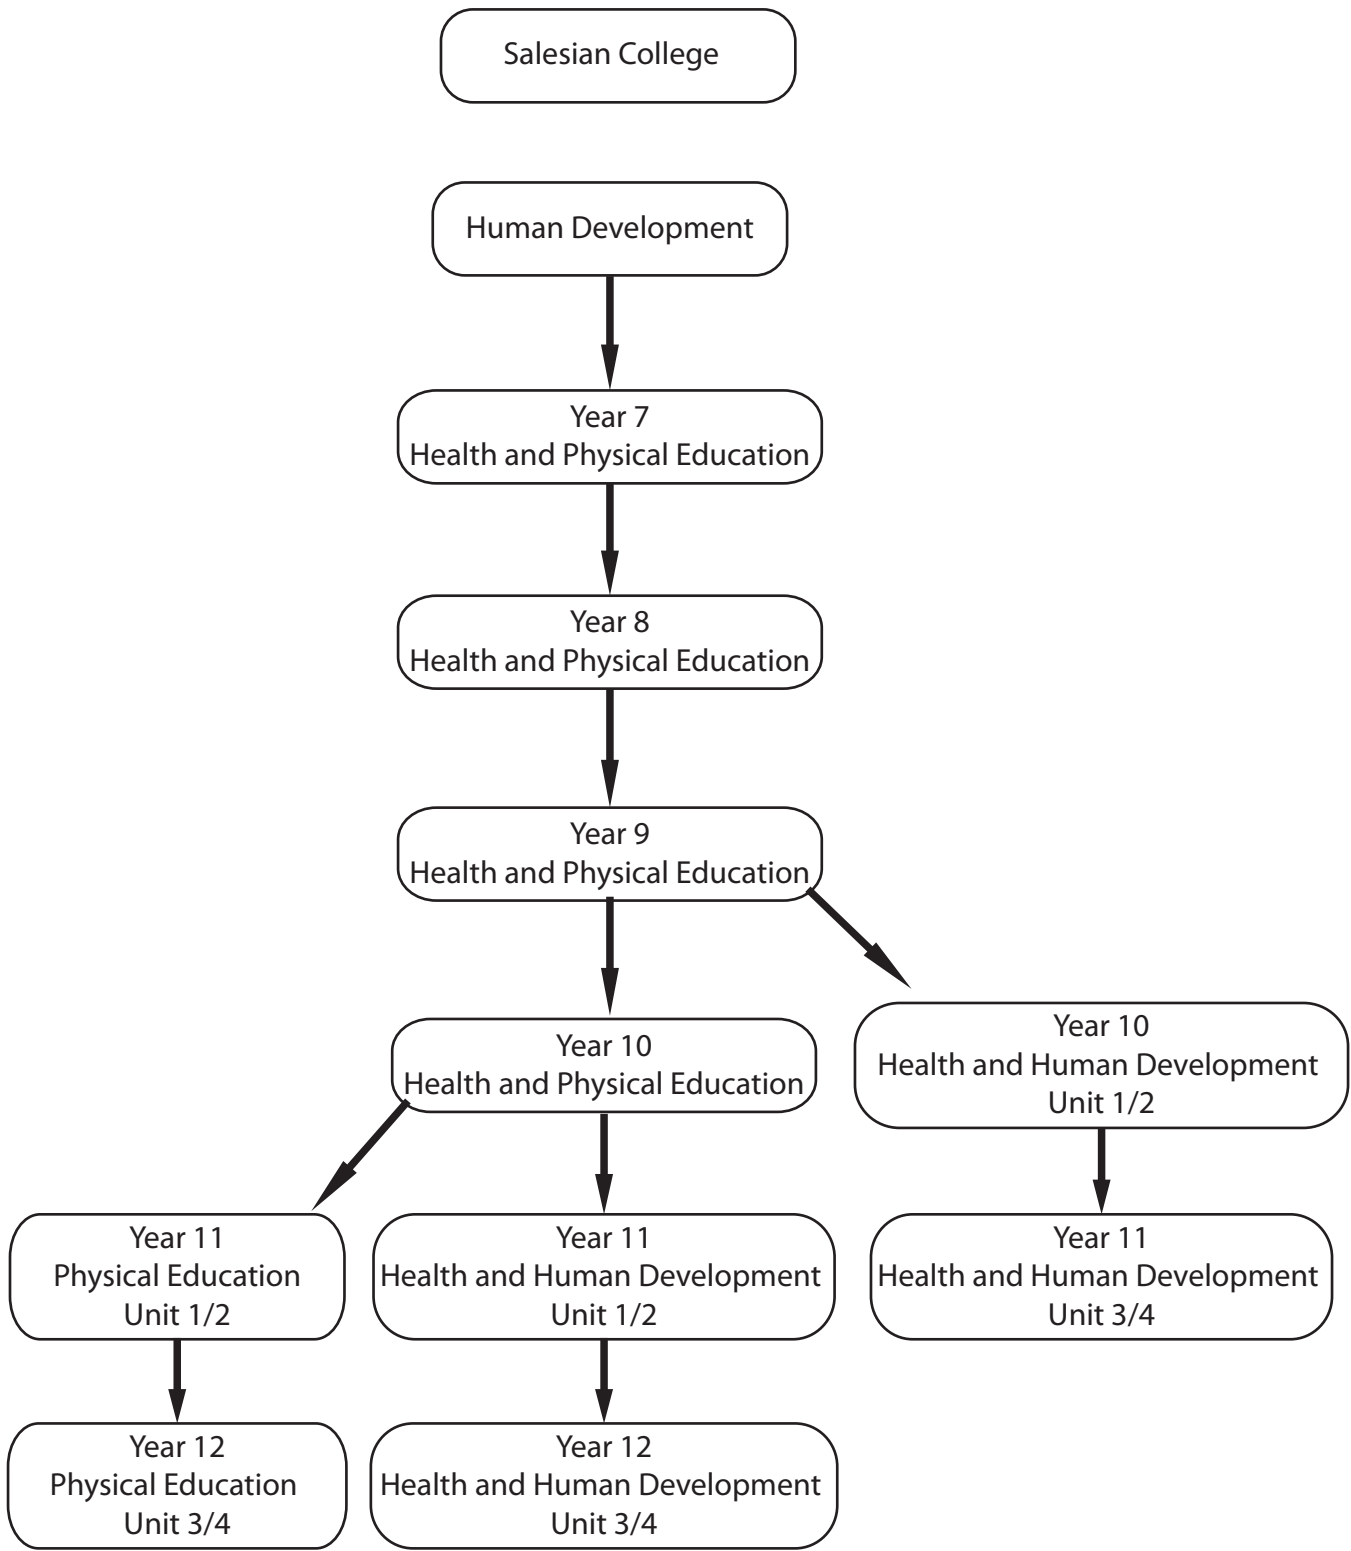 Salesian College
Human Development
Year 7
Health and Physical Education
Year 8
Health and Physical Education
Year 9
Health and Physical Education
Year 10
Health and Physical Education
Year 10
Health and Human Development
Unit 1/2
Year 11
Physical Education
Unit 1/2
Year 11
Health and Human Development
Unit 1/2
Year 11
Health and Human Development
Unit 3/4
Year 12
Physical Education
Unit 3/4
Year 12
Health and Human Development
Unit 3/4